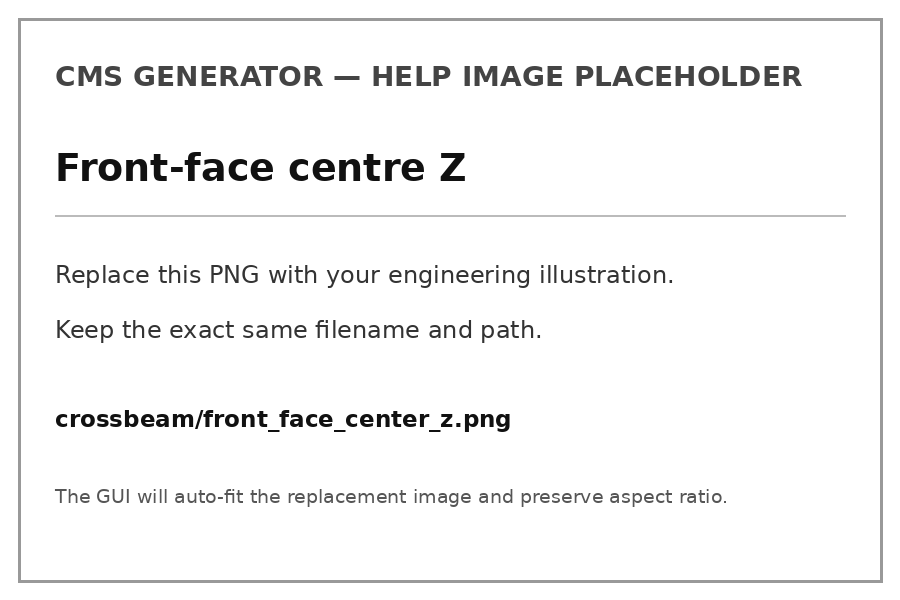 CMS GENERATOR — HELP IMAGE PLACEHOLDER
Front-face centre Z
Replace this PNG with your engineering illustration.
Keep the exact same filename and path.
crossbeam/front_face_center_z.png
The GUI will auto-fit the replacement image and preserve aspect ratio.